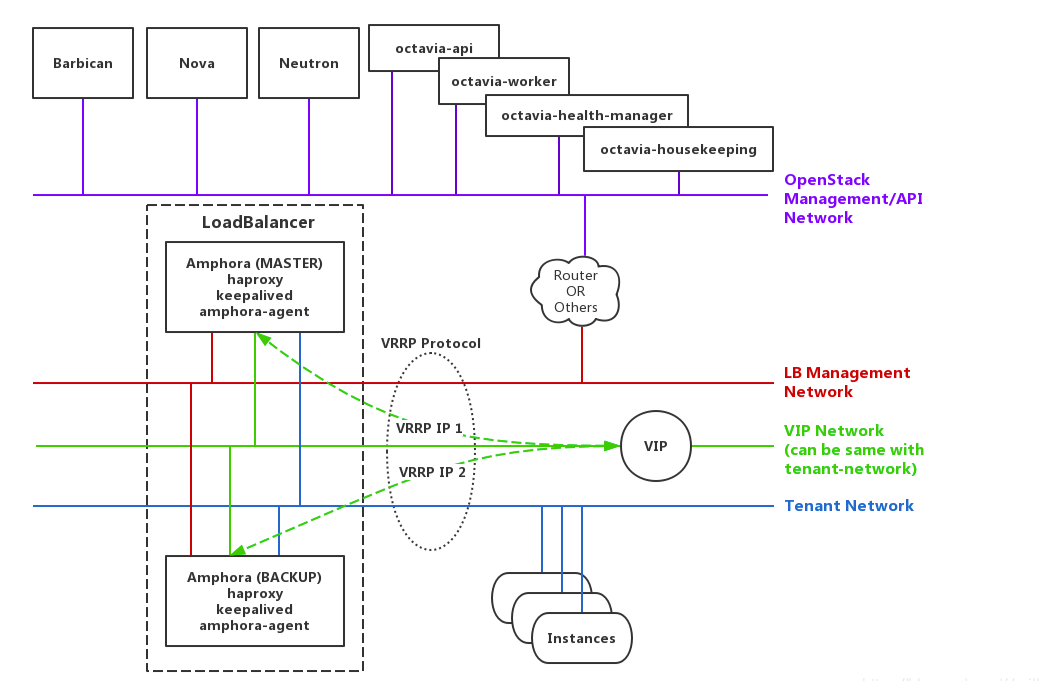 Barbican
Nova
Neutron
octavia-api
octavia-worker
octavia-health-manager
octavia-housekeeping
OpenStack
Management/API
Network
LoadBalancer
Amphora (MASTER)
haproxy
keepalived
amphora-agent
Router
OR
Others
VRRP Protocol
LB Management
Network
VRRP IP 1
VIP
VIP Network
(can be same with
tenant-network)
VRRP IP 2
Tenant Network
Amphora (BACKUP)
haproxy
keepalived
amphora-agent
Instances